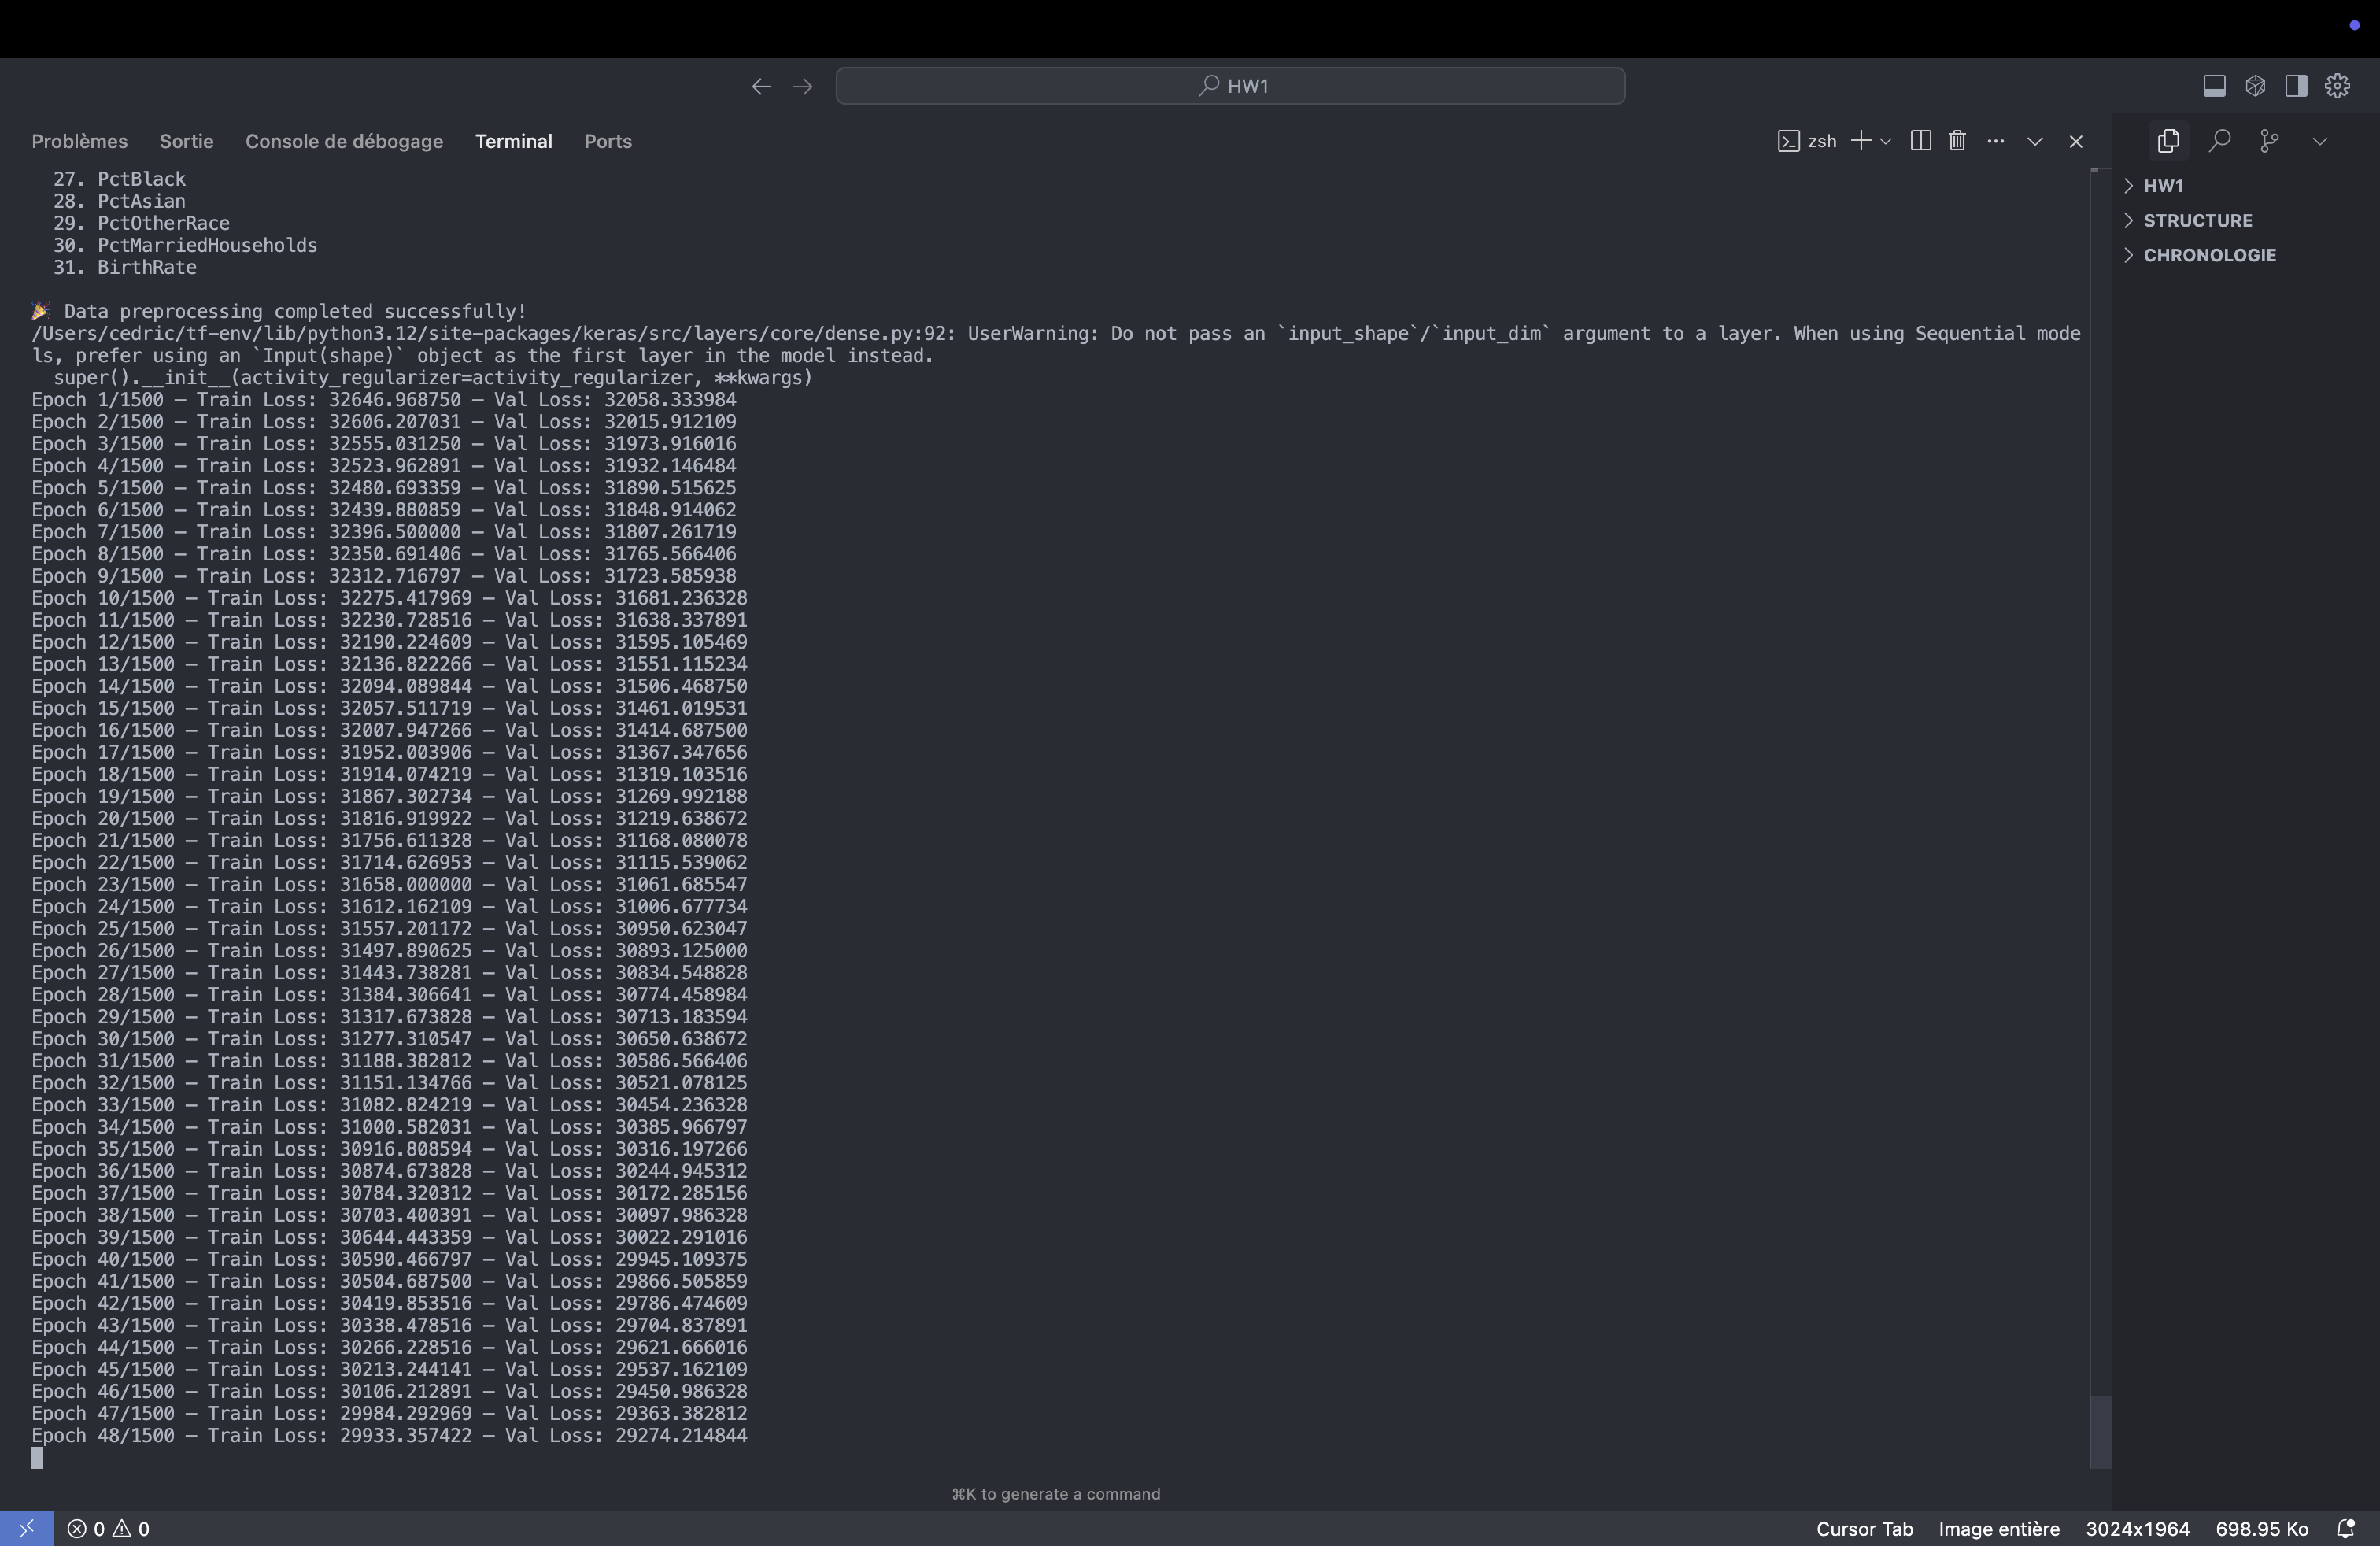 HW1
Problèmes Sortie Console de débogage Terminal Ports
zsh
27. PctBlack
28. PctAsian
29. PctOtherRace
30. PctMarriedHouseholds
31. BirthRate
🎉 Data preprocessing completed successfully!
/Users/cedric/tf-env/lib/python3.12/site-packages/keras/src/layers/core/dense.py:92: UserWarning: Do not pass an `input_shape`/`input_dim` argument to a layer. When using Sequential mode
ls, prefer using an `Input(shape)` object as the first layer in the model instead.
super().__init__(activity_regularizer=activity_regularizer, **kwargs)
Epoch 1/1500 — Train Loss: 32646.968750 — Val Loss: 32058.333984
Epoch 2/1500 — Train Loss: 32606.207031 — Val Loss: 32015.912109
Epoch 3/1500 — Train Loss: 32555.031250 — Val Loss: 31973.916016
Epoch 4/1500 — Train Loss: 32523.962891 — Val Loss: 31932.146484
Epoch 5/1500 — Train Loss: 32480.693359 — Val Loss: 31890.515625
Epoch 6/1500 — Train Loss: 32439.880859 — Val Loss: 31848.914062
Epoch 7/1500 — Train Loss: 32396.500000 — Val Loss: 31807.261719
Epoch 8/1500 — Train Loss: 32350.691406 — Val Loss: 31765.566406
Epoch 9/1500 — Train Loss: 32312.716797 — Val Loss: 31723.585938
Epoch 10/1500 — Train Loss: 32275.417969 — Val Loss: 31681.236328
Epoch 11/1500 — Train Loss: 32230.728516 — Val Loss: 31638.337891
Epoch 12/1500 — Train Loss: 32190.224609 — Val Loss: 31595.105469
Epoch 13/1500 — Train Loss: 32136.822266 — Val Loss: 31551.115234
Epoch 14/1500 — Train Loss: 32094.089844 — Val Loss: 31506.468750
Epoch 15/1500 — Train Loss: 32057.511719 — Val Loss: 31461.019531
Epoch 16/1500 — Train Loss: 32007.947266 — Val Loss: 31414.687500
Epoch 17/1500 — Train Loss: 31952.003906 — Val Loss: 31367.347656
Epoch 18/1500 — Train Loss: 31914.074219 — Val Loss: 31319.103516
Epoch 19/1500 — Train Loss: 31867.302734 — Val Loss: 31269.992188
Epoch 20/1500 — Train Loss: 31816.919922 — Val Loss: 31219.638672
Epoch 21/1500 — Train Loss: 31756.611328 — Val Loss: 31168.080078
Epoch 22/1500 — Train Loss: 31714.626953 — Val Loss: 31115.539062
Epoch 23/1500 — Train Loss: 31658.000000 — Val Loss: 31061.685547
Epoch 24/1500 — Train Loss: 31612.162109 — Val Loss: 31006.677734
Epoch 25/1500 — Train Loss: 31557.201172 — Val Loss: 30950.623047
Epoch 26/1500 — Train Loss: 31497.890625 — Val Loss: 30893.125000
Epoch 27/1500 — Train Loss: 31443.738281 — Val Loss: 30834.548828
Epoch 28/1500 — Train Loss: 31384.306641 — Val Loss: 30774.458984
Epoch 29/1500 — Train Loss: 31317.673828 — Val Loss: 30713.183594
Epoch 30/1500 — Train Loss: 31277.310547 — Val Loss: 30650.638672
Epoch 31/1500 — Train Loss: 31188.382812 — Val Loss: 30586.566406
Epoch 32/1500 — Train Loss: 31151.134766 — Val Loss: 30521.078125
Epoch 33/1500 — Train Loss: 31082.824219 — Val Loss: 30454.236328
Epoch 34/1500 — Train Loss: 31000.582031 — Val Loss: 30385.966797
Epoch 35/1500 — Train Loss: 30916.808594 — Val Loss: 30316.197266
Epoch 36/1500 — Train Loss: 30874.673828 — Val Loss: 30244.945312
Epoch 37/1500 — Train Loss: 30784.320312 — Val Loss: 30172.285156
Epoch 38/1500 — Train Loss: 30703.400391 — Val Loss: 30097.986328
Epoch 39/1500 — Train Loss: 30644.443359 — Val Loss: 30022.291016
Epoch 40/1500 — Train Loss: 30590.466797 — Val Loss: 29945.109375
Epoch 41/1500 — Train Loss: 30504.687500 — Val Loss: 29866.505859
Epoch 42/1500 — Train Loss: 30419.853516 — Val Loss: 29786.474609
Epoch 43/1500 — Train Loss: 30338.478516 — Val Loss: 29704.837891
Epoch 44/1500 — Train Loss: 30266.228516 — Val Loss: 29621.666016
Epoch 45/1500 — Train Loss: 30213.244141 — Val Loss: 29537.162109
Epoch 46/1500 — Train Loss: 30106.212891 — Val Loss: 29450.986328
Epoch 47/1500 — Train Loss: 29984.292969 — Val Loss: 29363.382812
Epoch 48/1500 — Train Loss: 29933.357422 — Val Loss: 29274.214844
⌘K to generate a command
HW1
STRUCTURE
CHRONOLOGIE
0 0
Cursor Tab Image entière 3024x1964 698.95 Ko